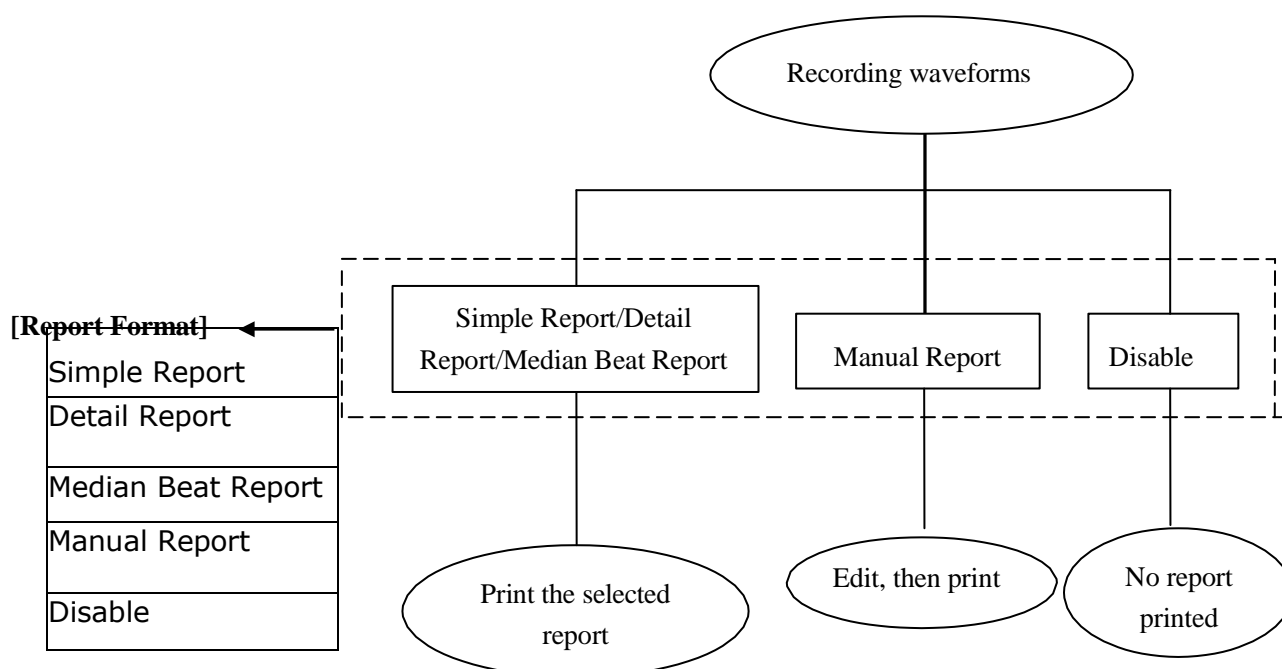 Recording waveforms
Simple Report/Detail
Report/Median Beat Report
Manual Report
Disable
[Report Format]
Simple Report
Detail Report
Median Beat Report
Manual Report
Disable
Print the selected
report
Edit, then print
No report
printed